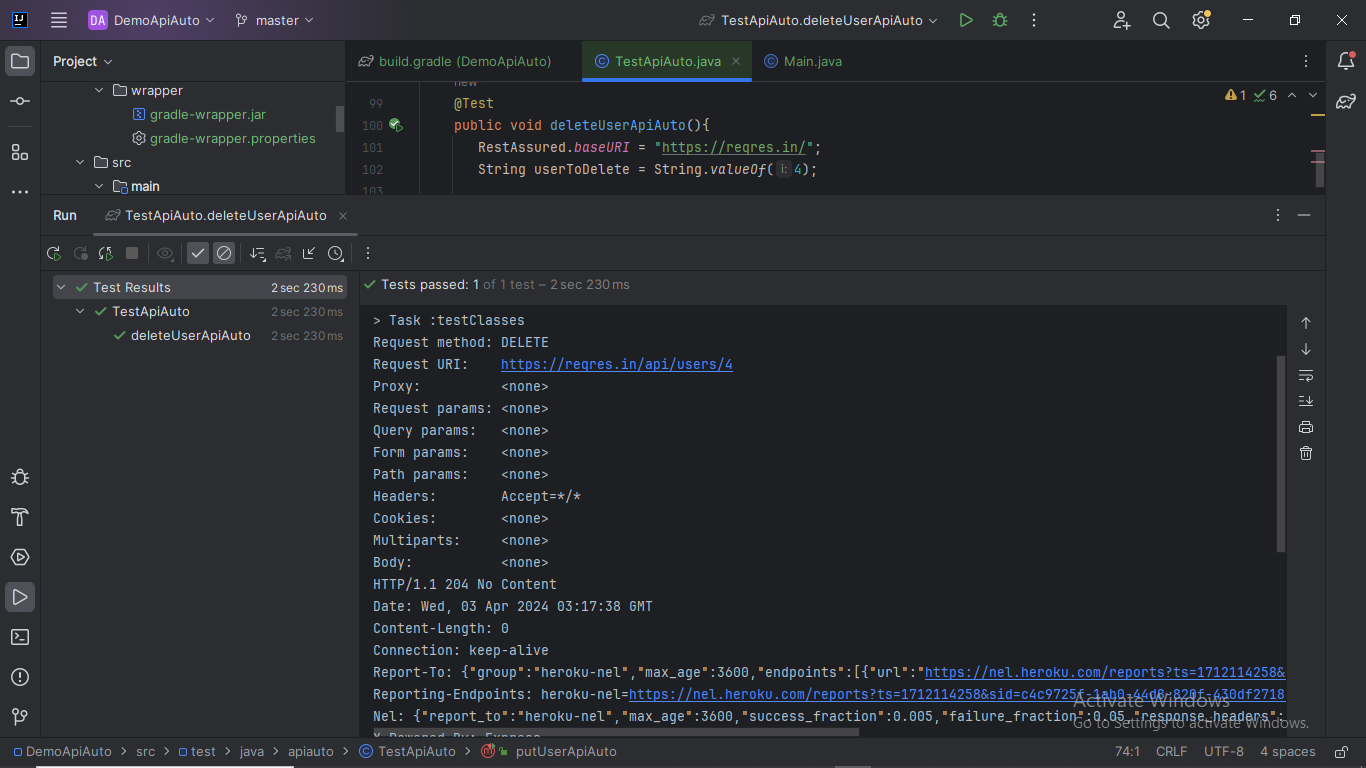 DA DemoApiAuto master TestApiAuto.deleteUserApiAuto
Project
build.gradle (DemoApiAuto) TestApiAuto.java Main.java
wrapper
gradle-wrapper.jar
gradle-wrapper.properties
src
main
new
1 6
99 @Test
100 public void deleteUserApiAuto(){
101 RestAssured.baseURI = "https://reqres.in/";
102 String userToDelete = String.valueOf( i: 4);
103
Run TestApiAuto.deleteUserApiAuto
Test Results 2 sec 230 ms
TestApiAuto 2 sec 230 ms
deleteUserApiAuto 2 sec 230 ms
Tests passed: 1 of 1 test – 2 sec 230 ms
> Task :testClasses
Request method: DELETE
Request URI: https://reqres.in/api/users/4
Proxy: <none>
Request params: <none>
Query params: <none>
Form params: <none>
Path params: <none>
Headers: Accept=*/*
Cookies: <none>
Multiparts: <none>
Body: <none>
HTTP/1.1 204 No Content
Date: Wed, 03 Apr 2024 03:17:38 GMT
Content-Length: 0
Connection: keep-alive
Report-To: {"group":"heroku-nel","max_age":3600,"endpoints":[{"url":"https://nel.heroku.com/reports?ts=1712114258&
Reporting-Endpoints: heroku-nel=https://nel.heroku.com/reports?ts=1712114258&sid=c4c9725f-1ab0-44d8-820f-430df2718
Nel: {"report_to":"heroku-nel","max_age":3600,"success_fraction":0.005,"failure_fraction":0.05,"response_headers":
X-Powered-By: Express
Activate Windows
Go to Settings to activate Windows.
DemoApiAuto > src > test > java > apiauto > TestApiAuto > putUserApiAuto 74:1 CRLF UTF-8 4 spaces